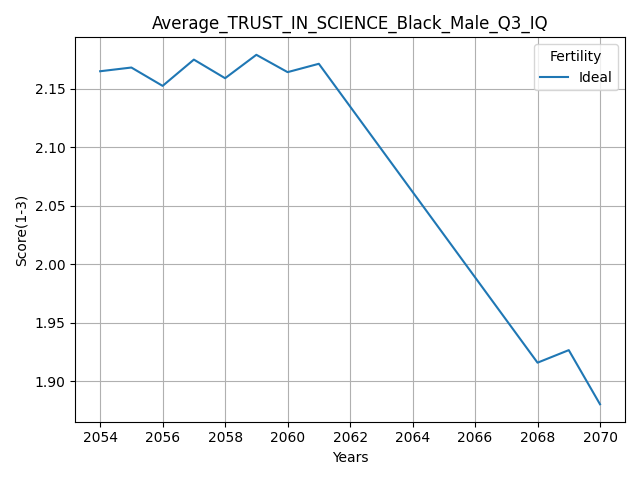 Average_TRUST_IN_SCIENCE_Black_Male_Q3_IQ
Fertility
Ideal
Score(1-3)
2.15
2.10
2.05
2.00
1.95
1.90
2054 2056 2058 2060 2062 2064 2066 2068 2070
Years